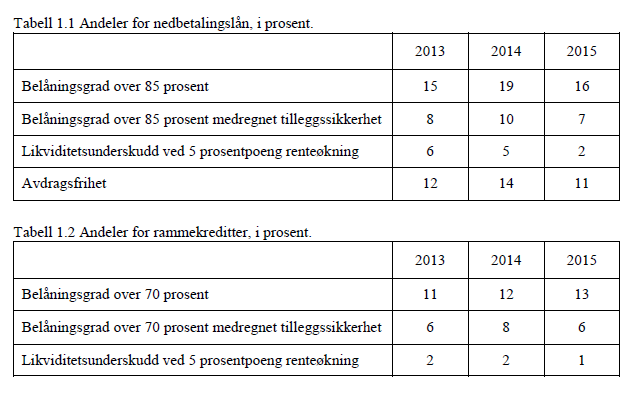 Tabell 1.1 Andeler for nedbetalingslån, i prosent.
2013 2014 2015
Belåningsgrad over 85 prosent 15 19 16
Belåningsgrad over 85 prosent medregnet tilleggssikkerhet 8 10 7
Likviditetsunderskudd ved 5 prosentpoeng renteøkning 6 5 2
Avdragsfrihet 12 14 11
Tabell 1.2 Andeler for rammekreditter, i prosent.
2013 2014 2015
Belåningsgrad over 70 prosent 11 12 13
Belåningsgrad over 70 prosent medregnet tilleggssikkerhet 6 8 6
Likviditetsunderskudd ved 5 prosentpoeng renteøkning 2 2 1